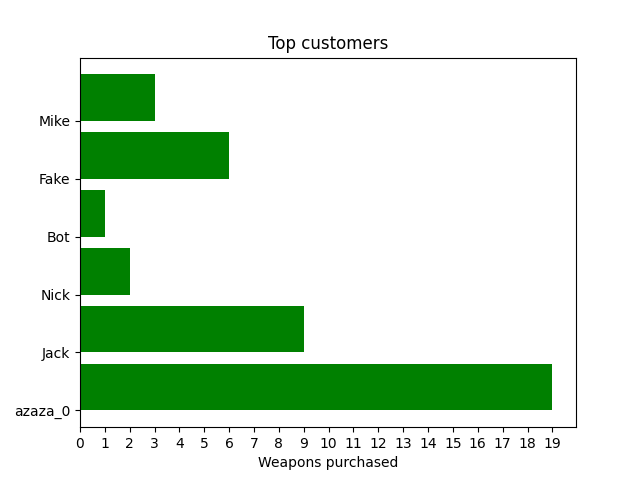 Top customers
Mike
Fake
Bot
Nick
Jack
azaza_0
0 1 2 3 4 5 6 7 8 9 10 11 12 13 14 15 16 17 18 19
Weapons purchased